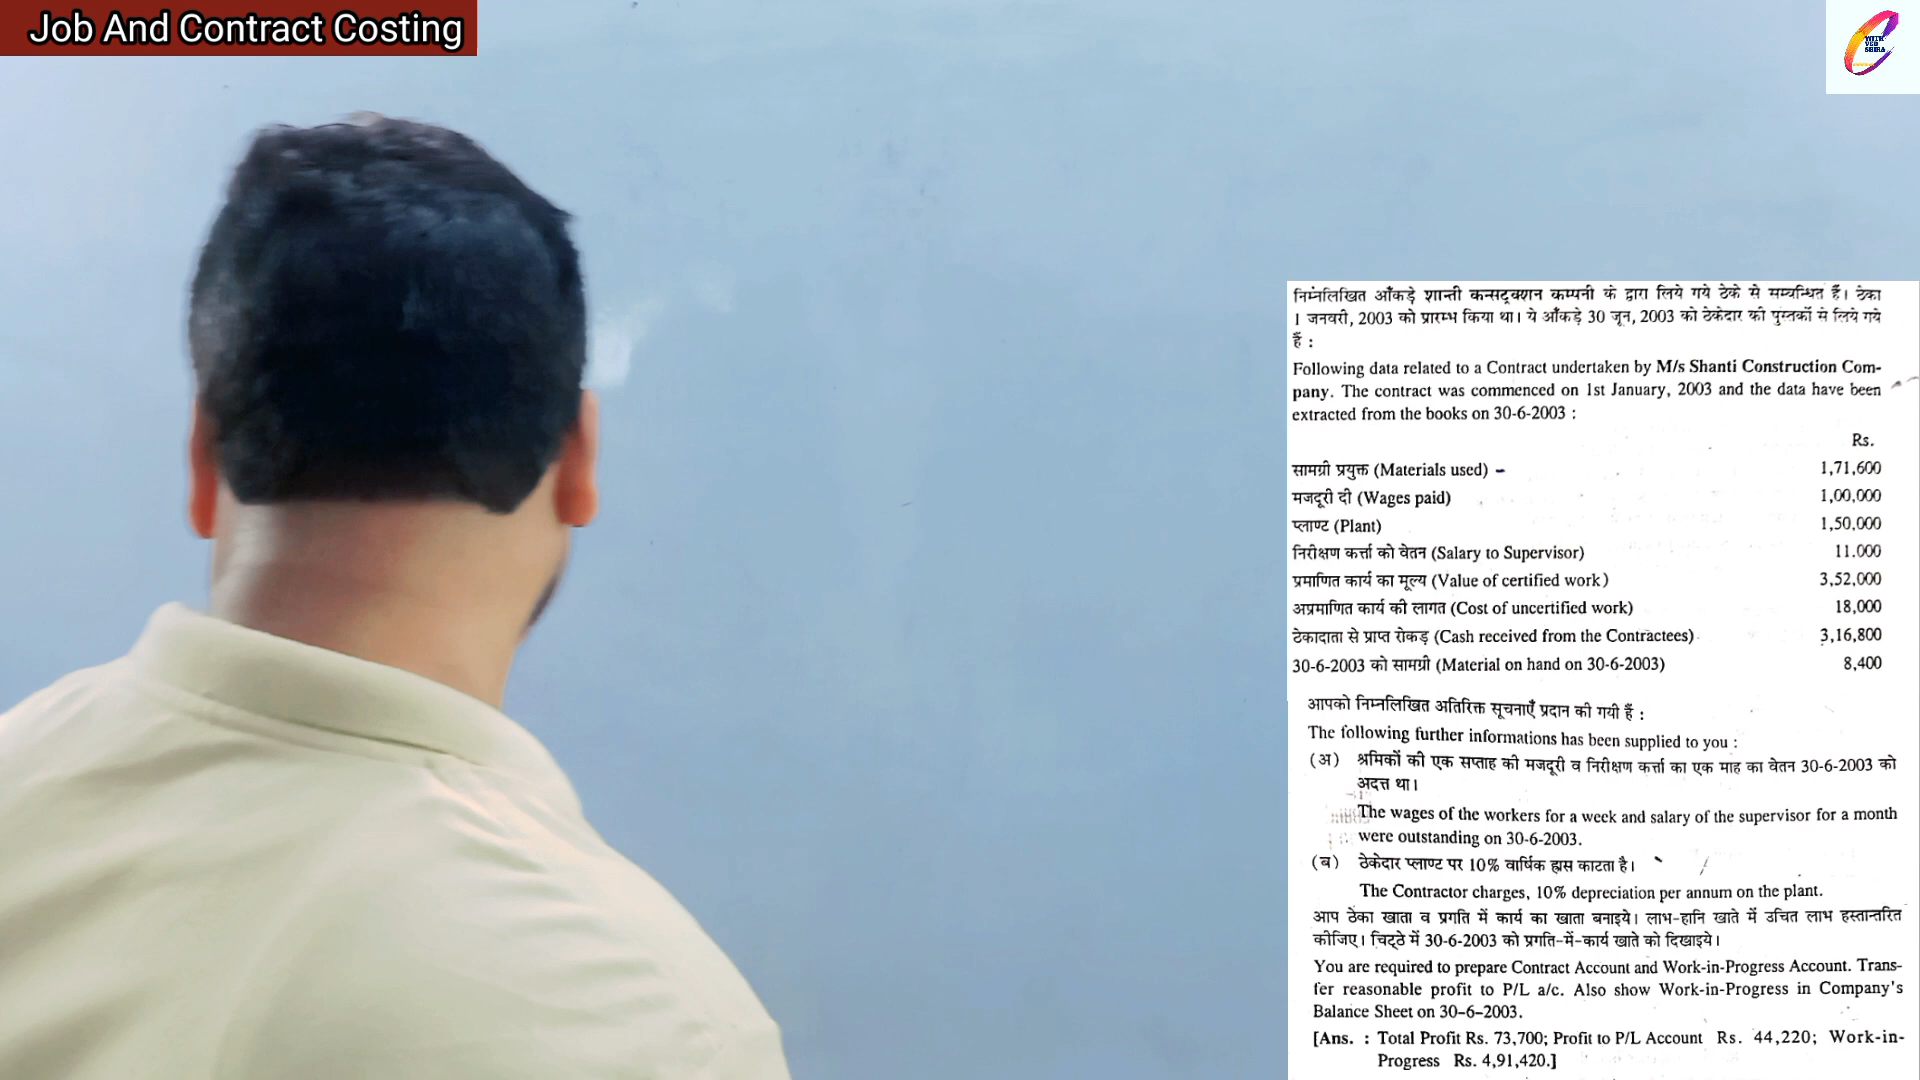 Job And Contract Costing
WITH
VED
SHIRA
निम्नलिखित आँकड़े शान्ती कन्सट्रक्शन कम्पनी के द्वारा लिये गये ठेके से सम्बन्धित हैं। ठेका
1 जनवरी, 2003 को प्रारम्भ किया था। ये आँकड़े 30 जून, 2003 को ठेकेदार की पुस्तकों से लिये गये
हैं :
Following data related to a Contract undertaken by M/s Shanti Construction Com-
pany. The contract was commenced on 1st January, 2003 and the data have been
extracted from the books on 30-6-2003 :
Rs.
सामग्री प्रयुक्त (Materials used) - 1,71,600
मजदूरी दी (Wages paid) 1,00,000
प्लाण्ट (Plant) 1,50,000
निरीक्षण कर्त्ता को वेतन (Salary to Supervisor) 11.000
प्रमाणित कार्य का मूल्य (Value of certified work) 3,52,000
अप्रमाणित कार्य की लागत (Cost of uncertified work) 18,000
ठेकादाता से प्राप्त रोकड़ (Cash received from the Contractees) 3,16,800
30-6-2003 को सामग्री (Material on hand on 30-6-2003) 8,400
आपको निम्नलिखित अतिरिक्त सूचनाएँ प्रदान की गयी हैं :
The following further informations has been supplied to you :
(अ) श्रमिकों की एक सप्ताह की मजदूरी व निरीक्षण कर्त्ता का एक माह का वेतन 30-6-2003 को
अदत्त था।
The wages of the workers for a week and salary of the supervisor for a month
were outstanding on 30-6-2003.
(ब) ठेकेदार प्लाण्ट पर 10% वार्षिक ह्रास काटता है।
The Contractor charges, 10% depreciation per annum on the plant.
आप ठेका खाता व प्रगति में कार्य का खाता बनाइये। लाभ-हानि खाते में उचित लाभ हस्तान्तरित
कीजिए। चिट्ठे में 30-6-2003 को प्रगति-में-कार्य खाते को दिखाइये।
You are required to prepare Contract Account and Work-in-Progress Account. Trans-
fer reasonable profit to P/L a/c. Also show Work-in-Progress in Company's
Balance Sheet on 30-6-2003.
[Ans. : Total Profit Rs. 73,700; Profit to P/L Account Rs. 44,220; Work-in-
Progress Rs. 4,91,420.]